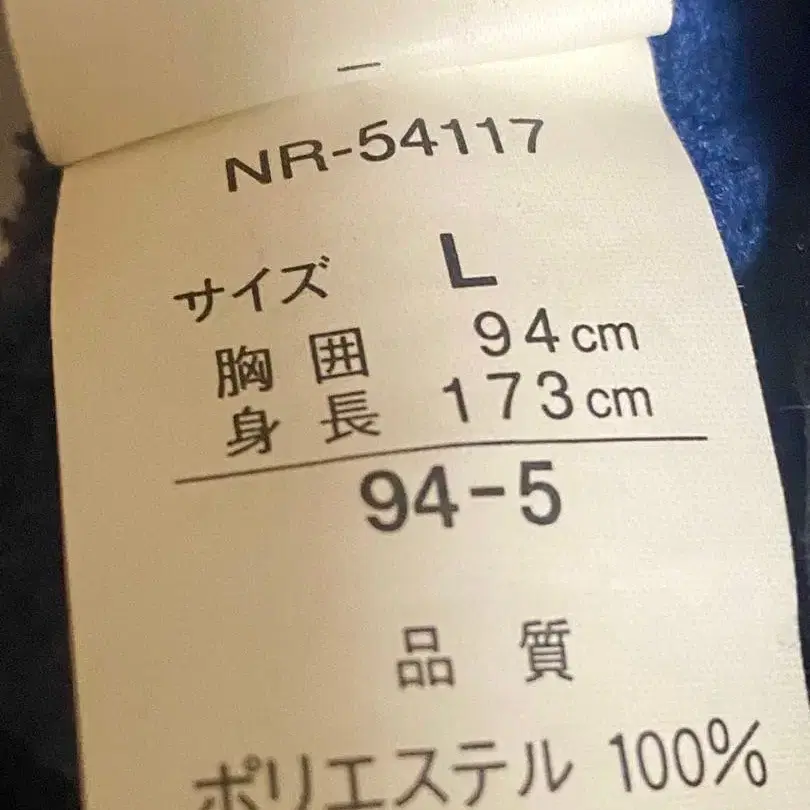 NR-54117
サイズ L
胸囲 94cm
身長 173cm
94-5
品質
ポリエステル 100%